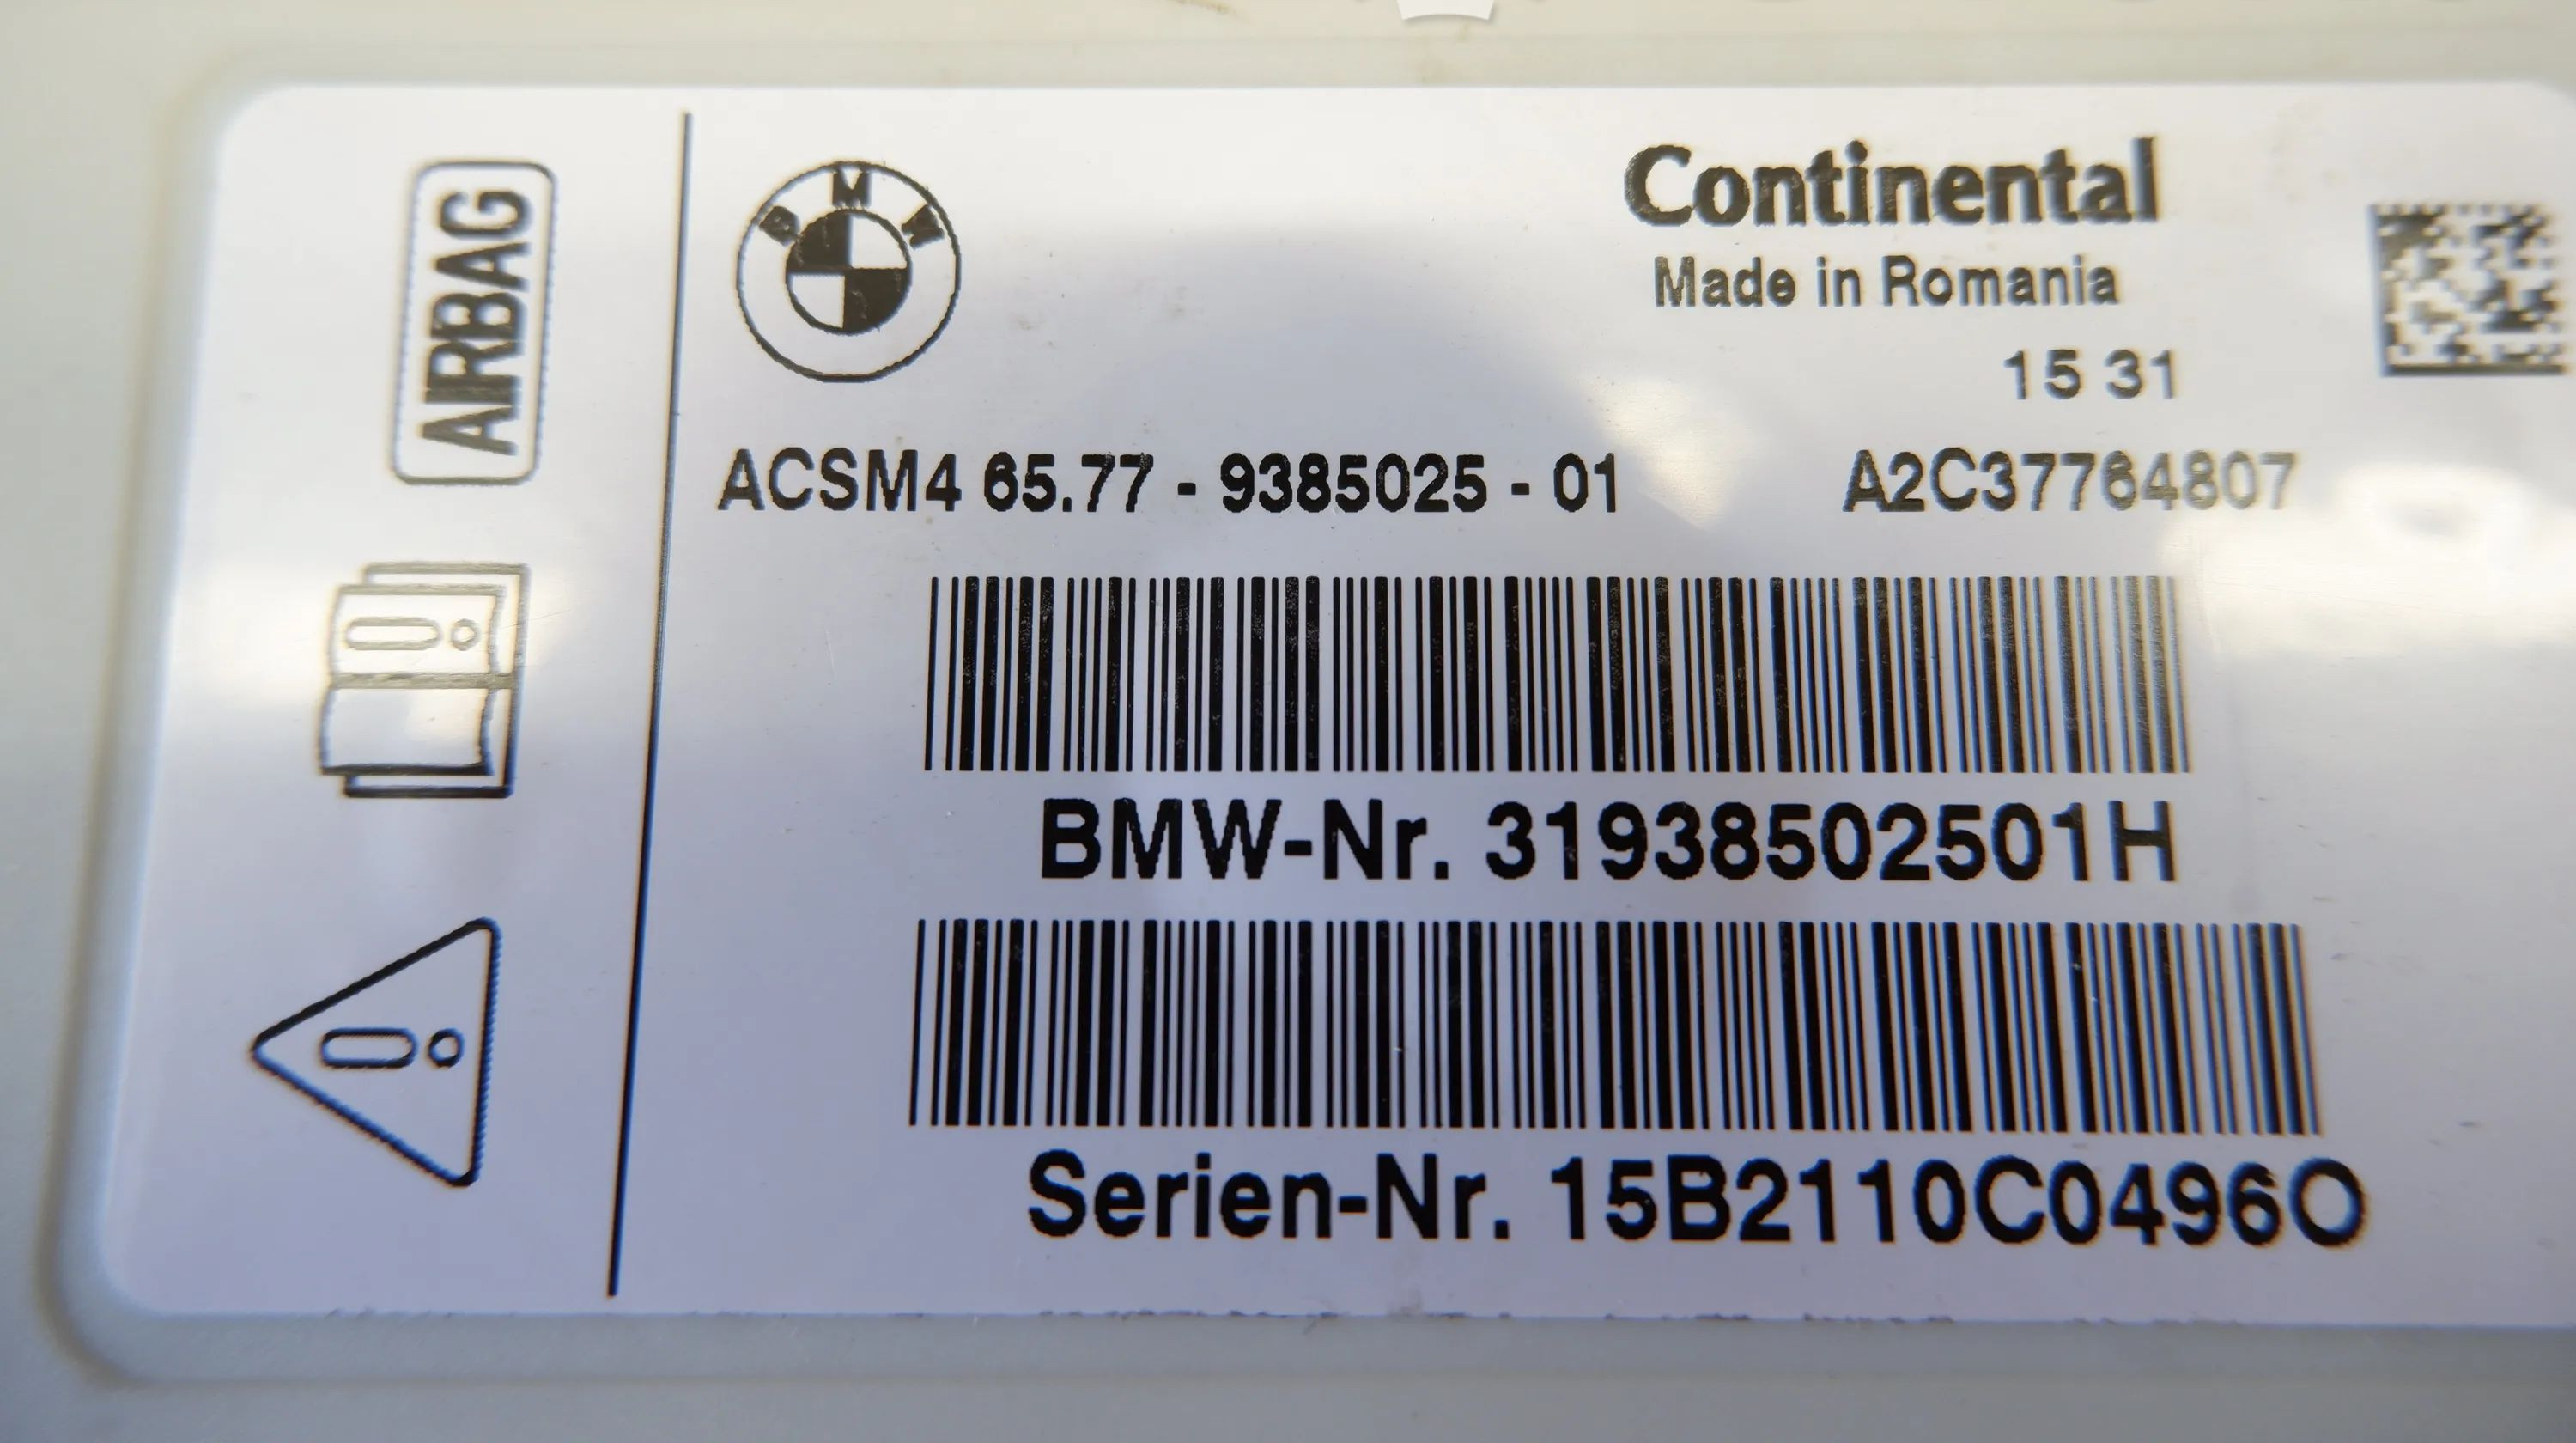 AIRBAG
BMW
Continental
Made in Romania
15 31
ACSM4 65.77 - 9385025 - 01 A2C37764807
BMW-Nr. 31938502501H
Serien-Nr. 15B2110C0496O